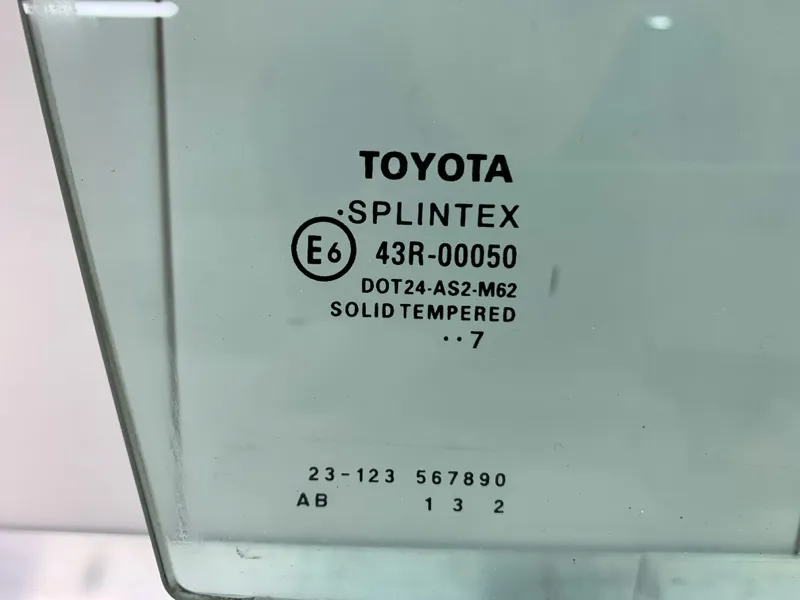 TOYOTA
·SPLINTEX
E6 43R-00050
DOT24-AS2-M62
SOLID TEMPERED
··7
23-123 567890
AB 1 3 2